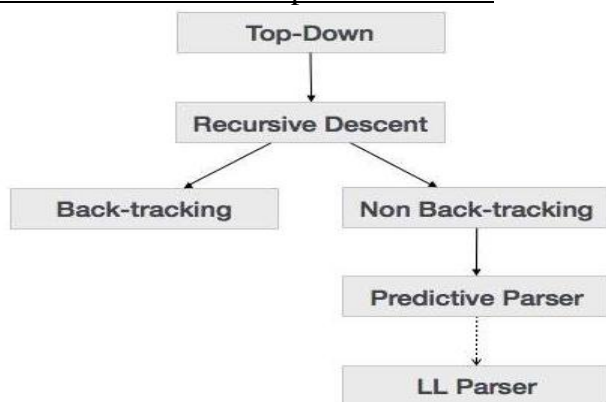 Top-Down
Recursive Descent
Back-tracking
Non Back-tracking
Predictive Parser
LL Parser